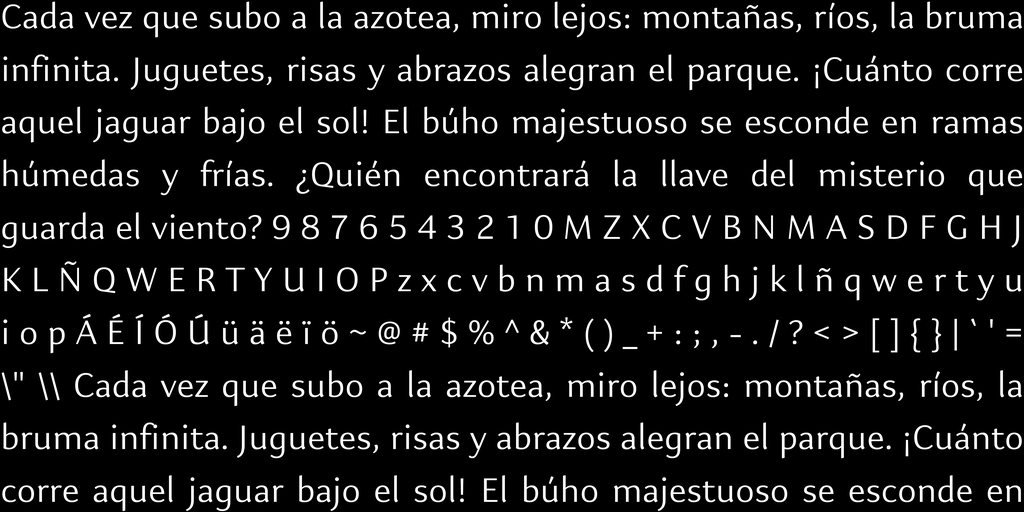 Cada vez que subo a la azotea, miro lejos: montañas, ríos, la bruma
infinita. Juguetes, risas y abrazos alegran el parque. ¡Cuánto corre
aquel jaguar bajo el sol! El búho majestuoso se esconde en ramas
húmedas y frías. ¿Quién encontrará la llave del misterio que
guarda el viento? 9 8 7 6 5 4 3 2 1 0 M Z X C V B N M A S D F G H J
K L Ñ Q W E R T Y U I O P z x c v b n m a s d f g h j k l ñ q w e r t y u
i o p Á É Í Ó Ú ü ä ë ï ö ~ @ # $ % ^ & * ( ) _ + : ; , - . / ? < > [ ] { } | ` ' =
\" \\ Cada vez que subo a la azotea, miro lejos: montañas, ríos, la
bruma infinita. Juguetes, risas y abrazos alegran el parque. ¡Cuánto
corre aquel jaguar bajo el sol! El búho majestuoso se esconde en